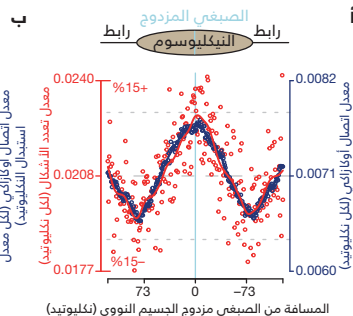 أ
ب
الصبغي المزدوج
رابط
النيكليوسوم
رابط
0.0240
0.0208
0.0177
%15+
%15−
0.0082
0.0071
0.0060
معدل تعدد الأشكال (لكل نكليوتيد)
معدل اتصال أوكازاكي (لكل نكليوتيد)
معدل اتصال أوكازاكي (لكل معدل
استبدال النكليوتيد)
73
0
−73
المسافة من الصبغي مزدوج الجسيم النووي (نكليوتيد)